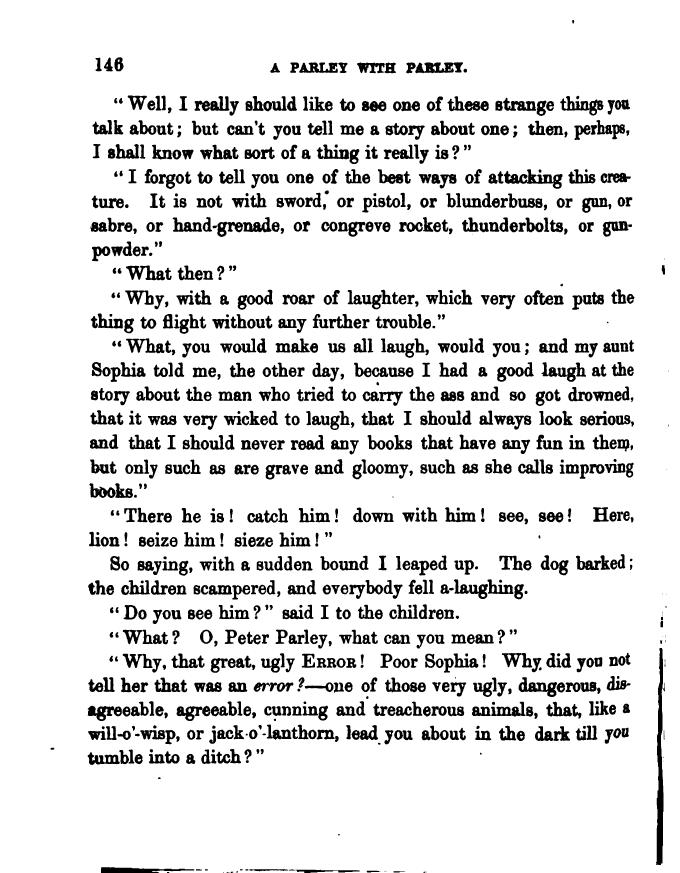 146 A PARLEY WITH PARLEY.
“ Well, I really should like to see one of these strange things you
talk about; but can't you tell me a story about one; then, perhaps,
I shall know what sort of a thing it really is?”
“ I forgot to tell you one of the best ways of attacking this crea-
ture. It is not with sword, or pistol, or blunderbuss, or gun, or
sabre, or hand-grenade, or congreve rocket, thunderbolts, or gun-
powder.”
“ What then?”
“ Why, with a good roar of laughter, which very often puts the
thing to flight without any further trouble.”
“ What, you would make us all laugh, would you; and my aunt
Sophia told me, the other day, because I had a good laugh at the
story about the man who tried to carry the ass and so got drowned,
that it was very wicked to laugh, that I should always look serious,
and that I should never read any books that have any fun in them,
but only such as are grave and gloomy, such as she calls improving
books.”
“ There he is! catch him! down with him! see, see! Here,
lion! seize him! sieze him!”
So saying, with a sudden bound I leaped up. The dog barked;
the children scampered, and everybody fell a-laughing.
“ Do you see him?” said I to the children.
“ What? O, Peter Parley, what can you mean?”
“ Why, that great, ugly ERROR! Poor Sophia! Why did you not
tell her that was an error?—one of those very ugly, dangerous, dis-
agreeable, agreeable, cunning and treacherous animals, that, like a
will-o'-wisp, or jack-o'-lanthorn, lead you about in the dark till you
tumble into a ditch?”